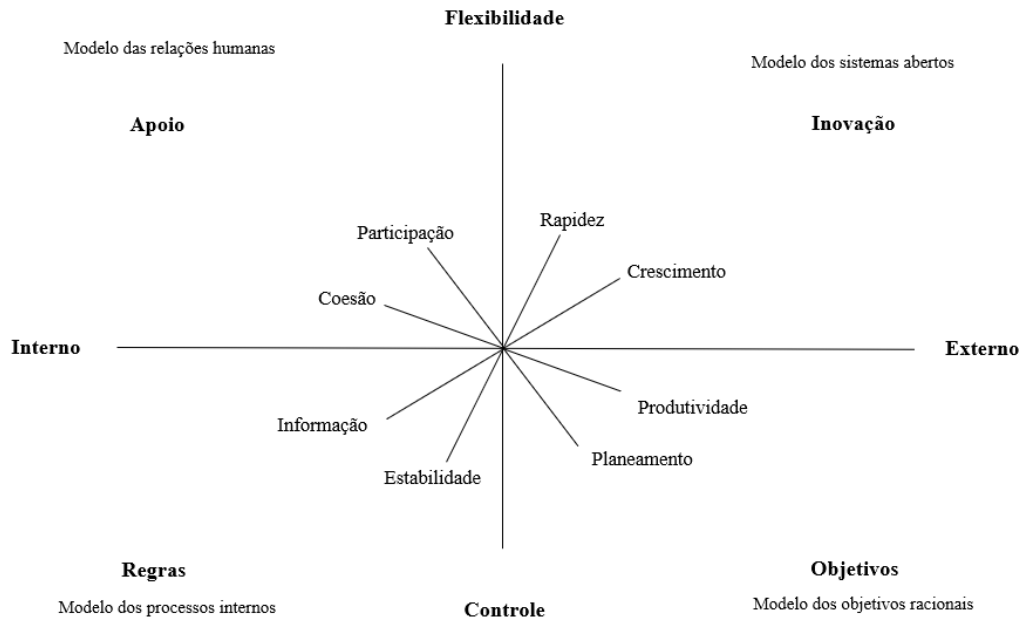 Flexibilidade
Modelo das relações humanas
Modelo dos sistemas abertos
Apoio
Inovação
Rapidez
Participação
Crescimento
Coesão
Interno
Externo
Produtividade
Informação
Planeamento
Estabilidade
Regras
Objetivos
Modelo dos processos internos
Controle
Modelo dos objetivos racionais